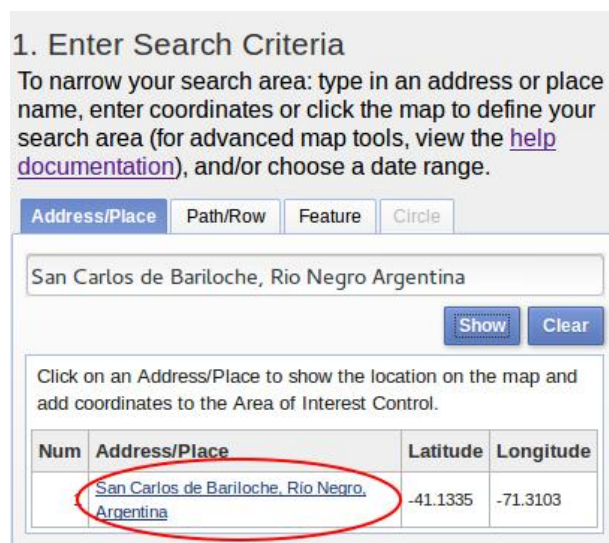 1. Enter Search Criteria
To narrow your search area: type in an address or place
name, enter coordinates or click the map to define your
search area (for advanced map tools, view the help
documentation), and/or choose a date range.
Address/Place Path/Row Feature Circle
San Carlos de Bariloche, Rio Negro Argentina
Show Clear
Click on an Address/Place to show the location on the map and
add coordinates to the Area of Interest Control.
Num Address/Place Latitude Longitude
1 San Carlos de Bariloche, Río Negro, -41.1335 -71.3103
Argentina